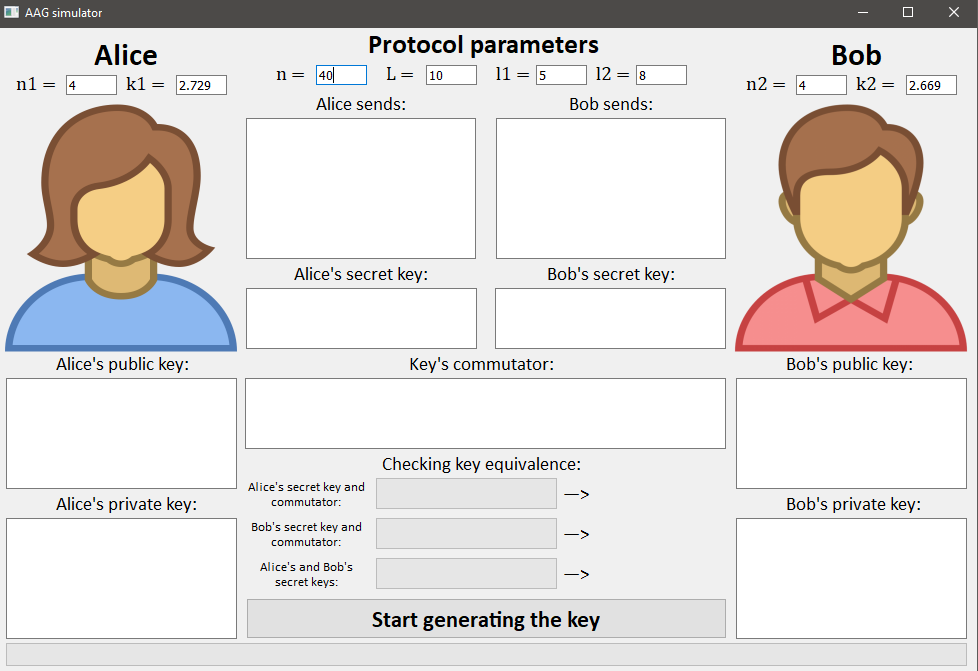 AAG simulator
Alice
Protocol parameters
Bob
n1 = 4 k1 = 2.729
n = 40 L = 10 l1 = 5 l2 = 8
n2 = 4 k2 = 2.669
Alice sends:
Bob sends:
Alice's secret key:
Bob's secret key:
Alice's public key:
Key's commutator:
Bob's public key:
Checking key equivalence:
Alice's secret key and
commutator:
—>
Alice's private key:
Bob's private key:
Bob's secret key and
commutator:
—>
Alice's and Bob's
secret keys:
—>
Start generating the key